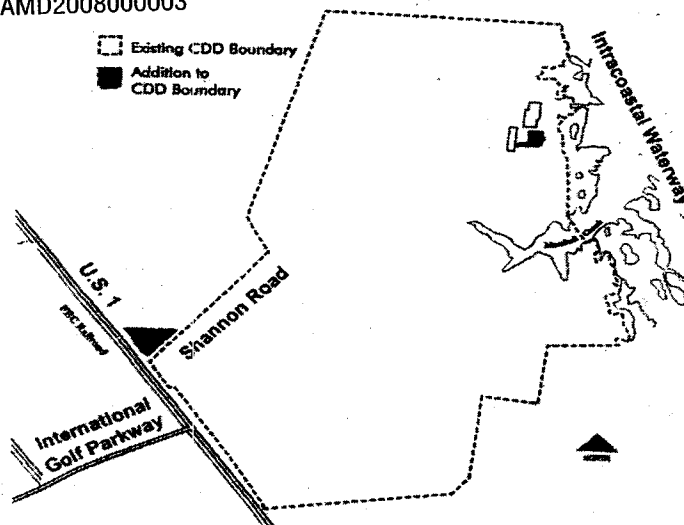 AMD2008000003
Existing CDD Boundary
Addition to
CDD Boundary
Intracoastal Waterway
U.S. 1
Shannon Road
International
Golf Parkway